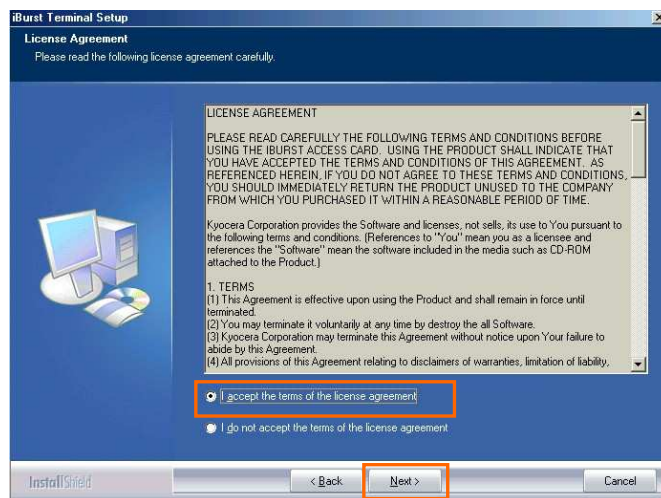 iBurst Terminal Setup
License Agreement
Please read the following license agreement carefully.
LICENSE AGREEMENT
PLEASE READ CAREFULLY THE FOLLOWING TERMS AND CONDITIONS BEFORE
USING THE IBURST ACCESS CARD. USING THE PRODUCT SHALL INDICATE THAT
YOU HAVE ACCEPTED THE TERMS AND CONDITIONS OF THIS AGREEMENT. AS
REFERENCED HEREIN, IF YOU DO NOT AGREE TO THESE TERMS AND CONDITIONS,
YOU SHOULD IMMEDIATELY RETURN THE PRODUCT UNUSED TO THE COMPANY
FROM WHICH YOU PURCHASED IT WITHIN A REASONABLE PERIOD OF TIME.
Kyocera Corporation provides the Software and licenses, not sells, its use to You pursuant to
the following terms and conditions. (References to "You" mean you as a licensee and
references the "Software" mean the software included in the media such as CD-ROM
attached to the Product.)
1. TERMS
(1) This Agreement is effective upon using the Product and shall remain in force until
terminated.
(2) You may terminate it voluntarily at any time by destroy the all Software.
(3) Kyocera Corporation may terminate this Agreement without notice upon Your failure to
abide by this Agreement.
(4) All provisions of this Agreement relating to disclaimers of warranties, limitation of liability,
I accept the terms of the license agreement
I do not accept the terms of the license agreement
InstallShield
< Back
Next >
Cancel